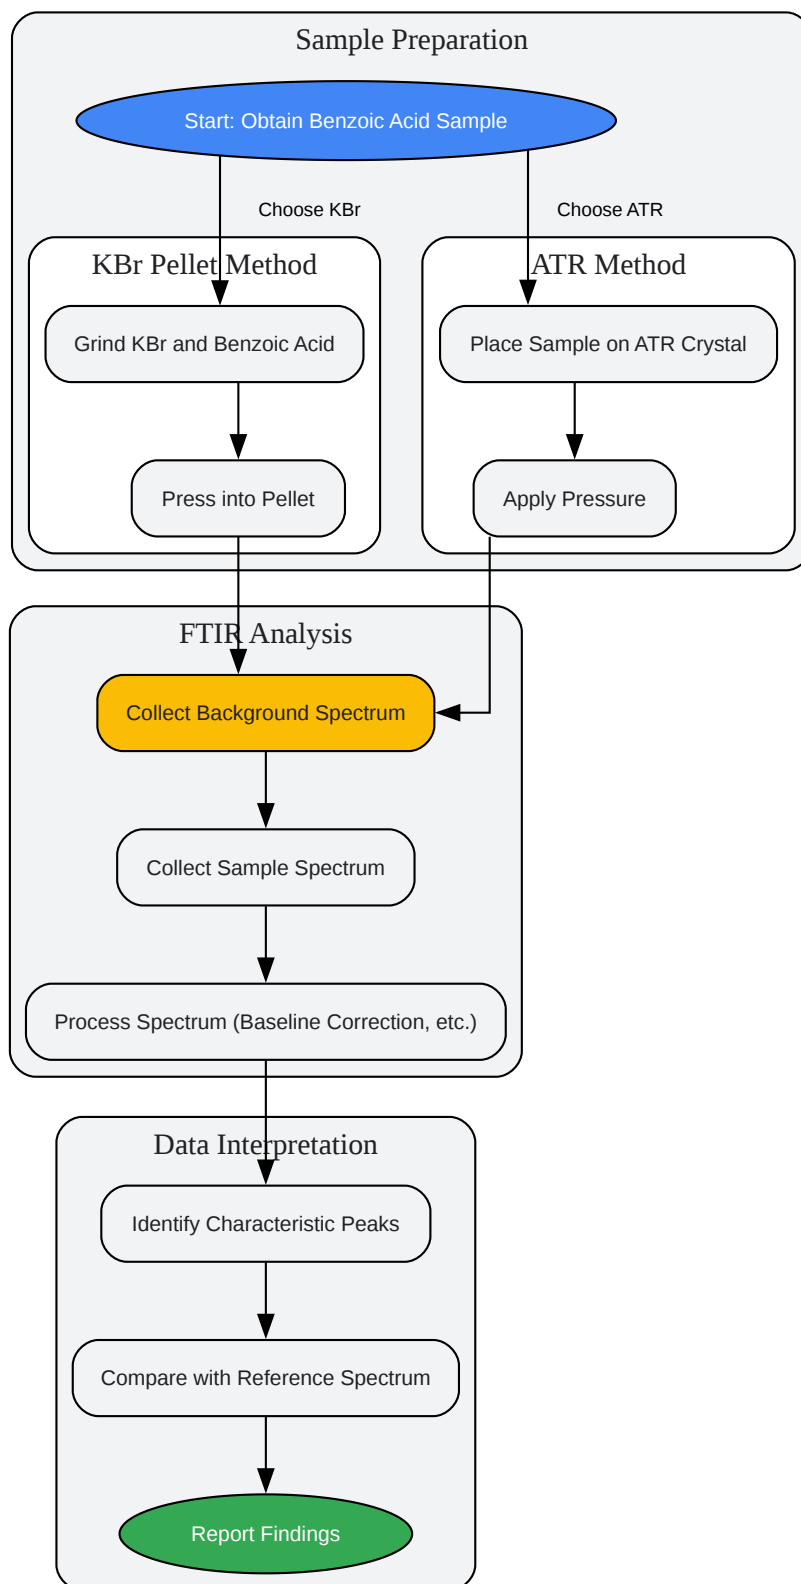 Sample Preparation
Start: Obtain Benzoic Acid Sample
Choose KBr
Choose ATR
KBr Pellet Method
ATR Method
Grind KBr and Benzoic Acid
Place Sample on ATR Crystal
Press into Pellet
Apply Pressure
FTIR Analysis
Collect Background Spectrum
Collect Sample Spectrum
Process Spectrum (Baseline Correction, etc.)
Data Interpretation
Identify Characteristic Peaks
Compare with Reference Spectrum
Report Findings